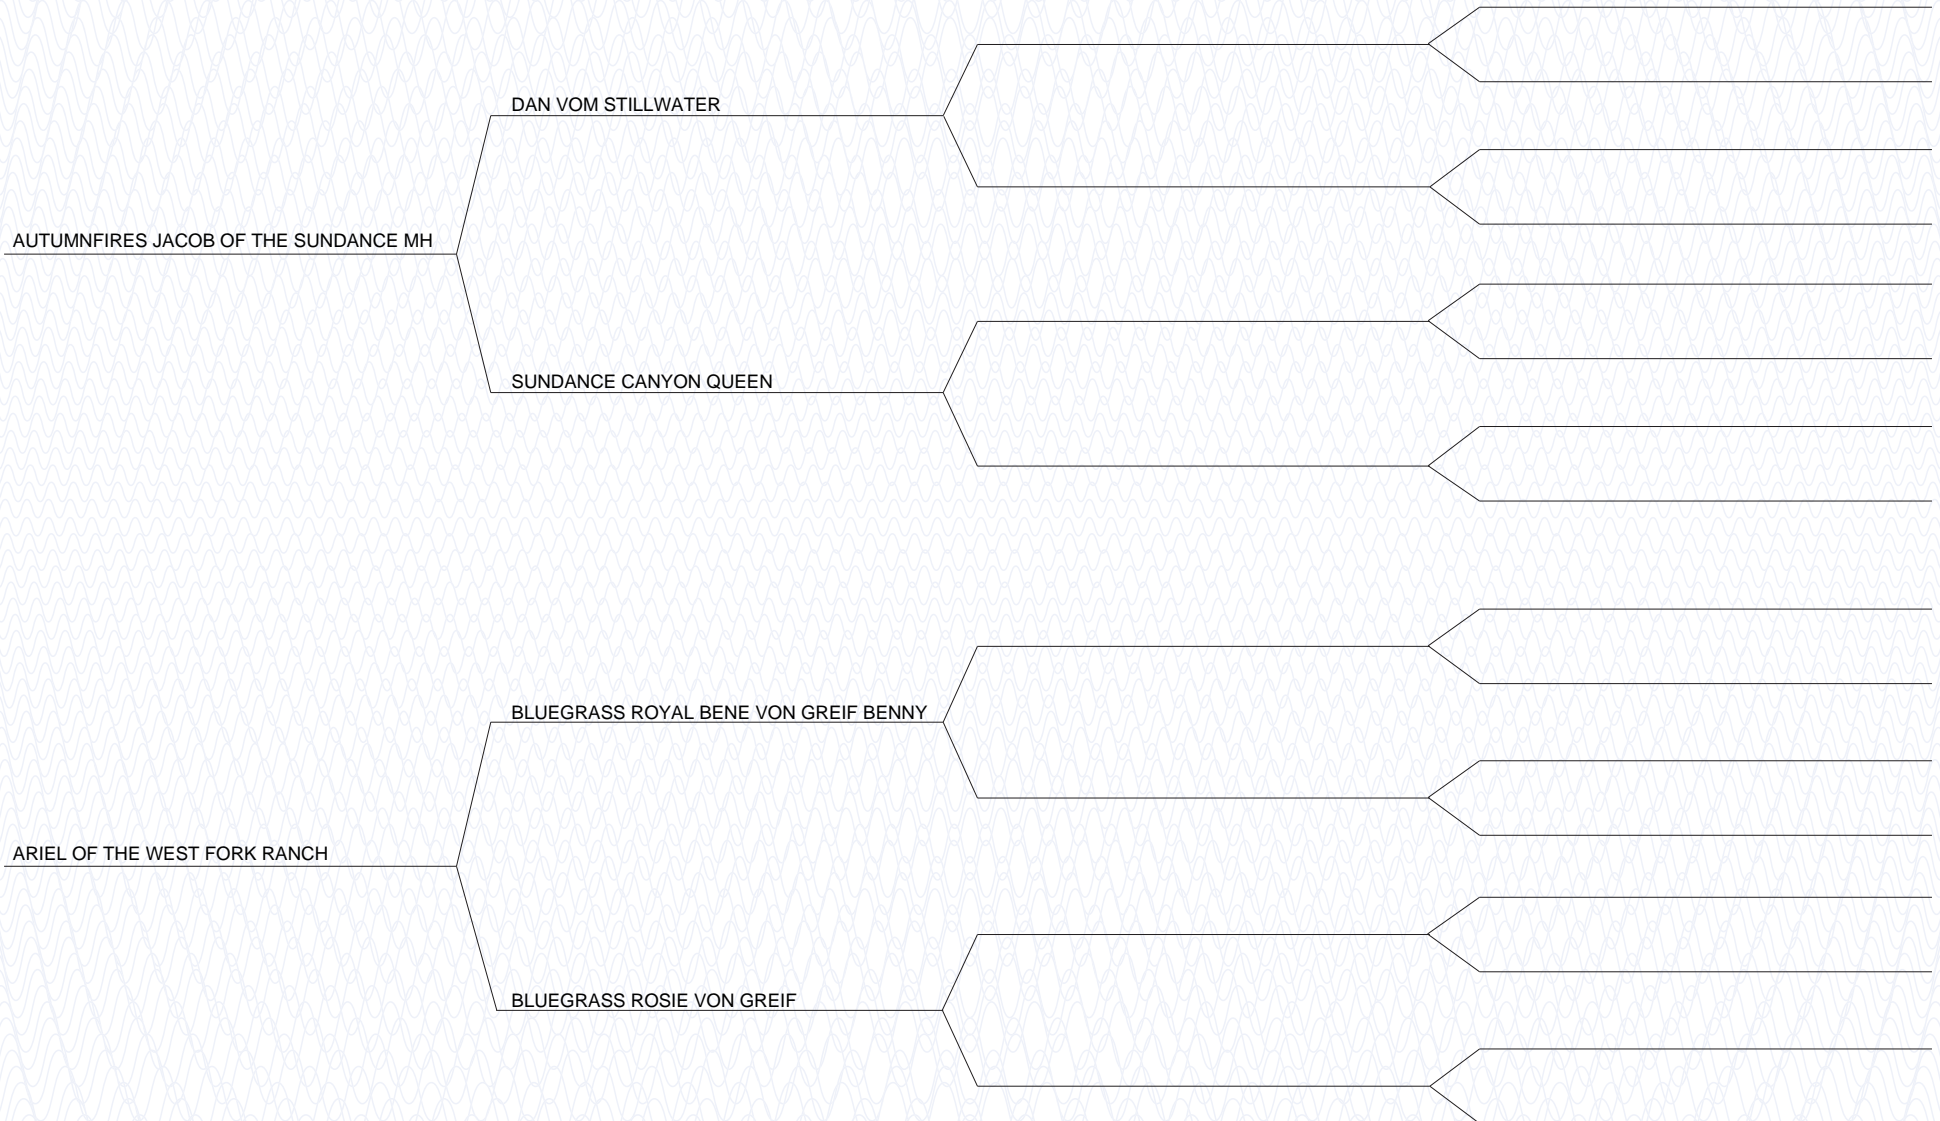 DAN VOM STILLWATER
AUTUMNFIRES JACOB OF THE SUNDANCE MH
SUNDANCE CANYON QUEEN
BLUEGRASS ROYAL BENE VON GREIF BENNY
ARIEL OF THE WEST FORK RANCH
BLUEGRASS ROSIE VON GREIF